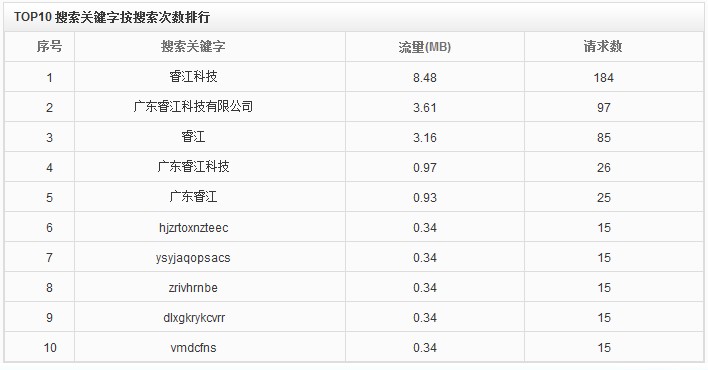 TOP10 搜索关键字按搜索次数排行
序号 搜索关键字 流量(MB) 请求数
1 睿江科技 8.48 184
2 广东睿江科技有限公司 3.61 97
3 睿江 3.16 85
4 广东睿江科技 0.97 26
5 广东睿江 0.93 25
6 hjzrtoxnzteec 0.34 15
7 ysyjaqopsacs 0.34 15
8 zrivhrnbe 0.34 15
9 dlxgkrykcvrr 0.34 15
10 vmdcfns 0.34 15